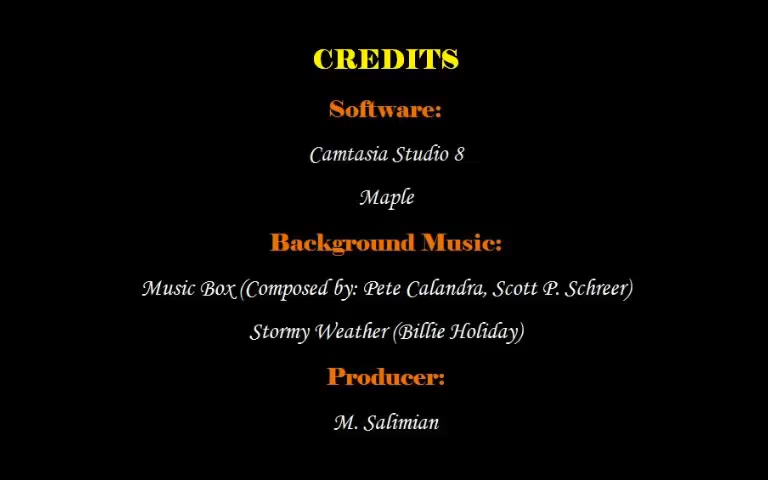 CREDITS
Software:
Camtasia Studio 8
Maple
Background Music:
Music Box (Composed by: Pete Calandra, Scott P. Schreer)
Stormy Weather (Billie Holiday)
Producer:
M. Salimian